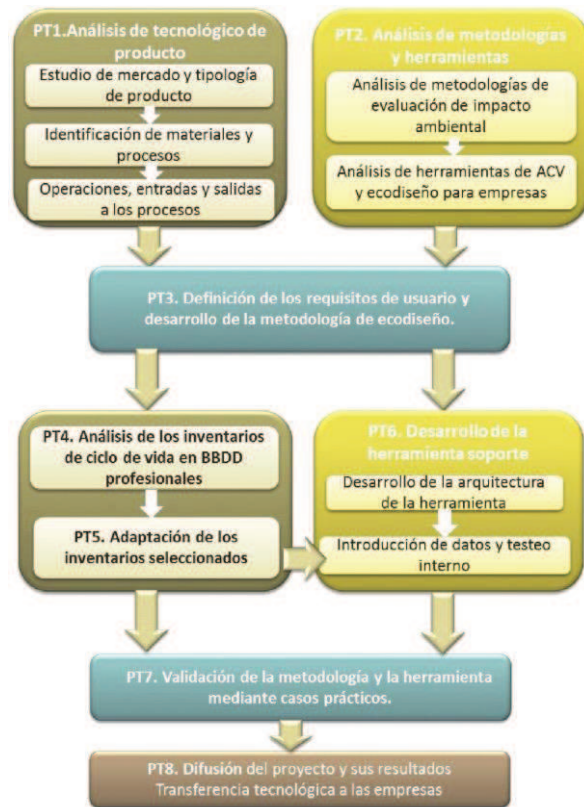 PT1.Análisis de tecnológico de
producto
Estudio de mercado y tipología
de producto
Identificación de materiales y
procesos
Operaciones, entradas y salidas
a los procesos
PT2. Análisis de metodologías
y herramientas
Análisis de metodologías de
evaluación de impacto
ambiental
Análisis de herramientas de ACV
y ecodiseño para empresas
PT3. Definición de los requisitos de usuario y
desarrollo de la metodología de ecodiseño.
PT4. Análisis de los inventarios
de ciclo de vida en BBDD
profesionales
PT5. Adaptación de los
inventarios seleccionados
PT6. Desarrollo de la
herramienta soporte
Desarrollo de la arquitectura
de la herramienta
Introducción de datos y testeo
interno
PT7. Validación de la metodología y la herramienta
mediante casos prácticos.
PT8. Difusión del proyecto y sus resultados
Transferencia tecnológica a las empresas